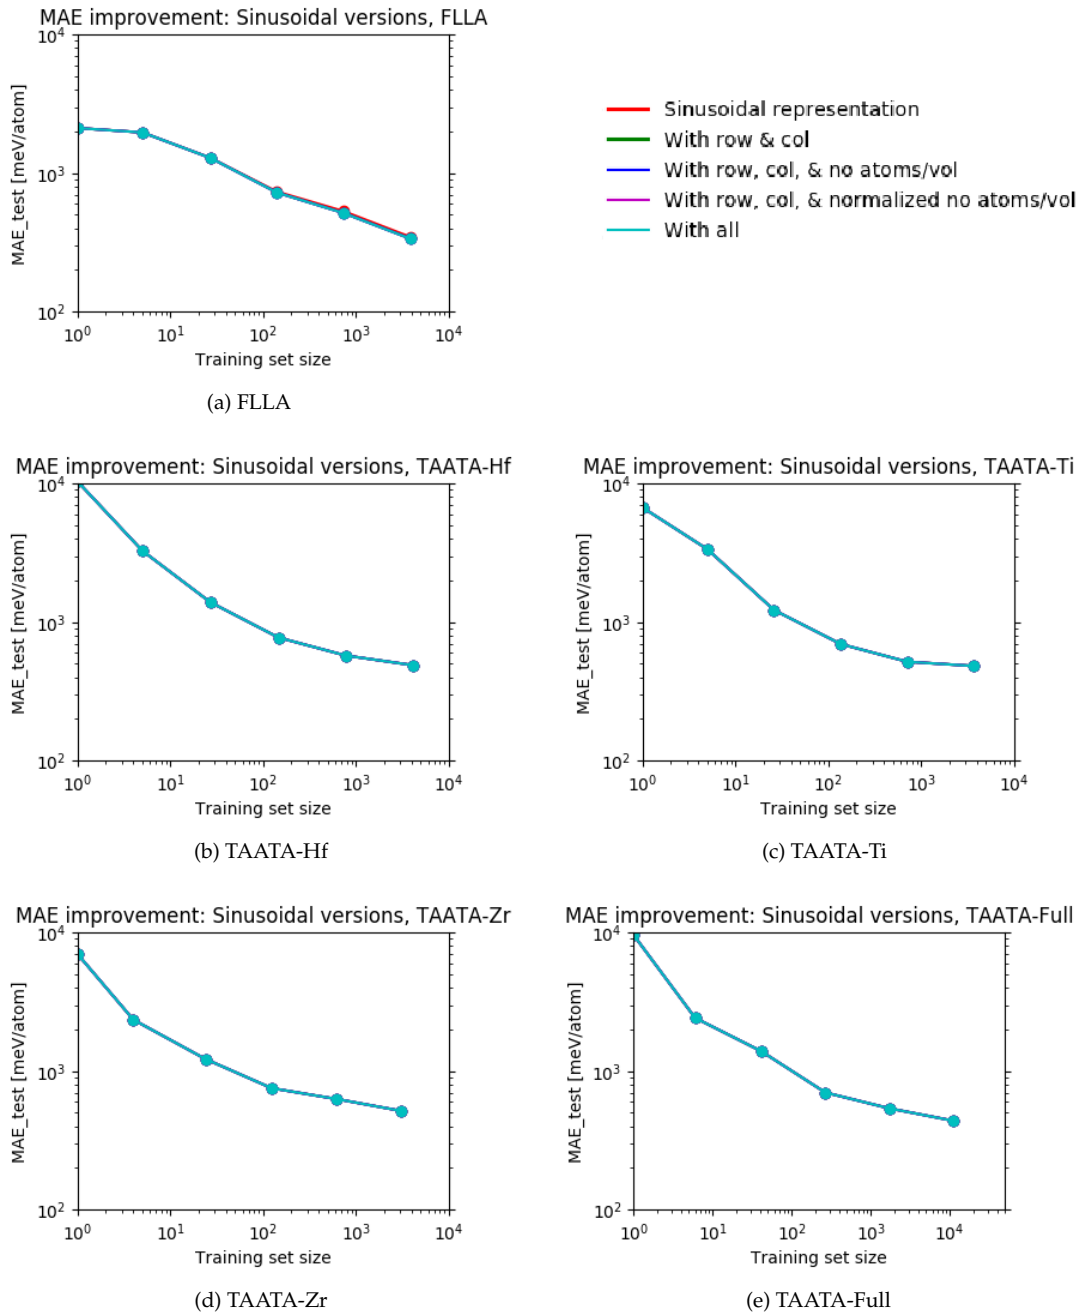 MAE improvement: Sinusoidal versions, FLLA
10^4
10^3
10^2
MAE_test [meV/atom]
10^0 10^1 10^2 10^3 10^4
Training set size
Sinusoidal representation
With row & col
With row, col, & no atoms/vol
With row, col, & normalized no atoms/vol
With all
(a) FLLA
MAE improvement: Sinusoidal versions, TAATA-Hf
10^4
10^3
10^2
MAE_test [meV/atom]
10^0 10^1 10^2 10^3 10^4
Training set size
(b) TAATA-Hf
MAE improvement: Sinusoidal versions, TAATA-Ti
10^4
10^3
10^2
MAE_test [meV/atom]
10^0 10^1 10^2 10^3 10^4
Training set size
(c) TAATA-Ti
MAE improvement: Sinusoidal versions, TAATA-Zr
10^4
10^3
10^2
MAE_test [meV/atom]
10^0 10^1 10^2 10^3 10^4
Training set size
(d) TAATA-Zr
MAE improvement: Sinusoidal versions, TAATA-Full
10^4
10^3
10^2
MAE_test [meV/atom]
10^0 10^1 10^2 10^3 10^4
Training set size
(e) TAATA-Full